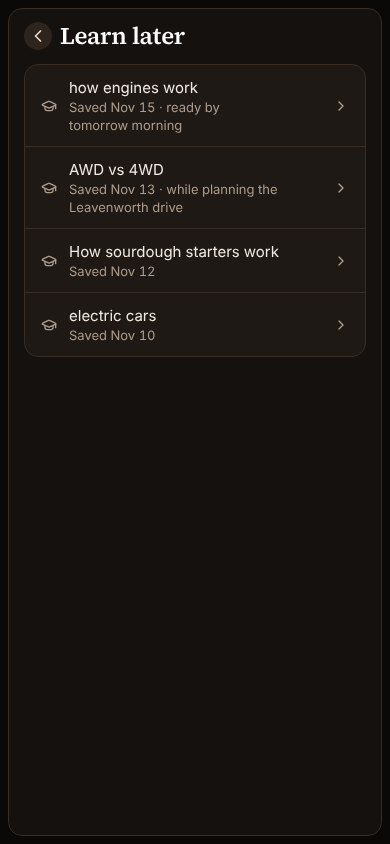 Learn later
how engines work
Saved Nov 15 · ready by
tomorrow morning
AWD vs 4WD
Saved Nov 13 · while planning the
Leavenworth drive
How sourdough starters work
Saved Nov 12
electric cars
Saved Nov 10